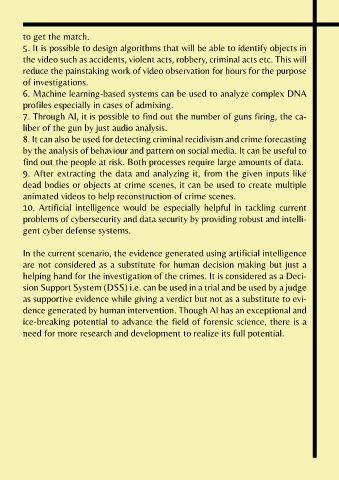 to get the match.
5. It is possible to design algorithms that will be able to identify objects in
the video such as accidents, violent acts, robbery, criminal acts etc. This will
reduce the painstaking work of video observation for hours for the purpose
of investigations.
6. Machine learning-based systems can be used to analyze complex DNA
profiles especially in cases of admixing.
7. Through AI, it is possible to find out the number of guns firing, the ca-
liber of the gun by just audio analysis.
8. It can also be used for detecting criminal recidivism and crime forecasting
by the analysis of behaviour and pattern on social media. It can be useful to
find out the people at risk. Both processes require large amounts of data.
9. After extracting the data and analyzing it, from the given inputs like
dead bodies or objects at crime scenes, it can be used to create multiple
animated videos to help reconstruction of crime scenes.
10. Artificial intelligence would be especially helpful in tackling current
problems of cybersecurity and data security by providing robust and intelli-
gent cyber defense systems.
In the current scenario, the evidence generated using artificial intelligence
are not considered as a substitute for human decision making but just a
helping hand for the investigation of the crimes. It is considered as a Deci-
sion Support System (DSS) i.e. can be used in a trial and be used by a judge
as supportive evidence while giving a verdict but not as a substitute to evi-
dence generated by human intervention. Though AI has an exceptional and
ice-breaking potential to advance the field of forensic science, there is a
need for more research and development to realize its full potential.